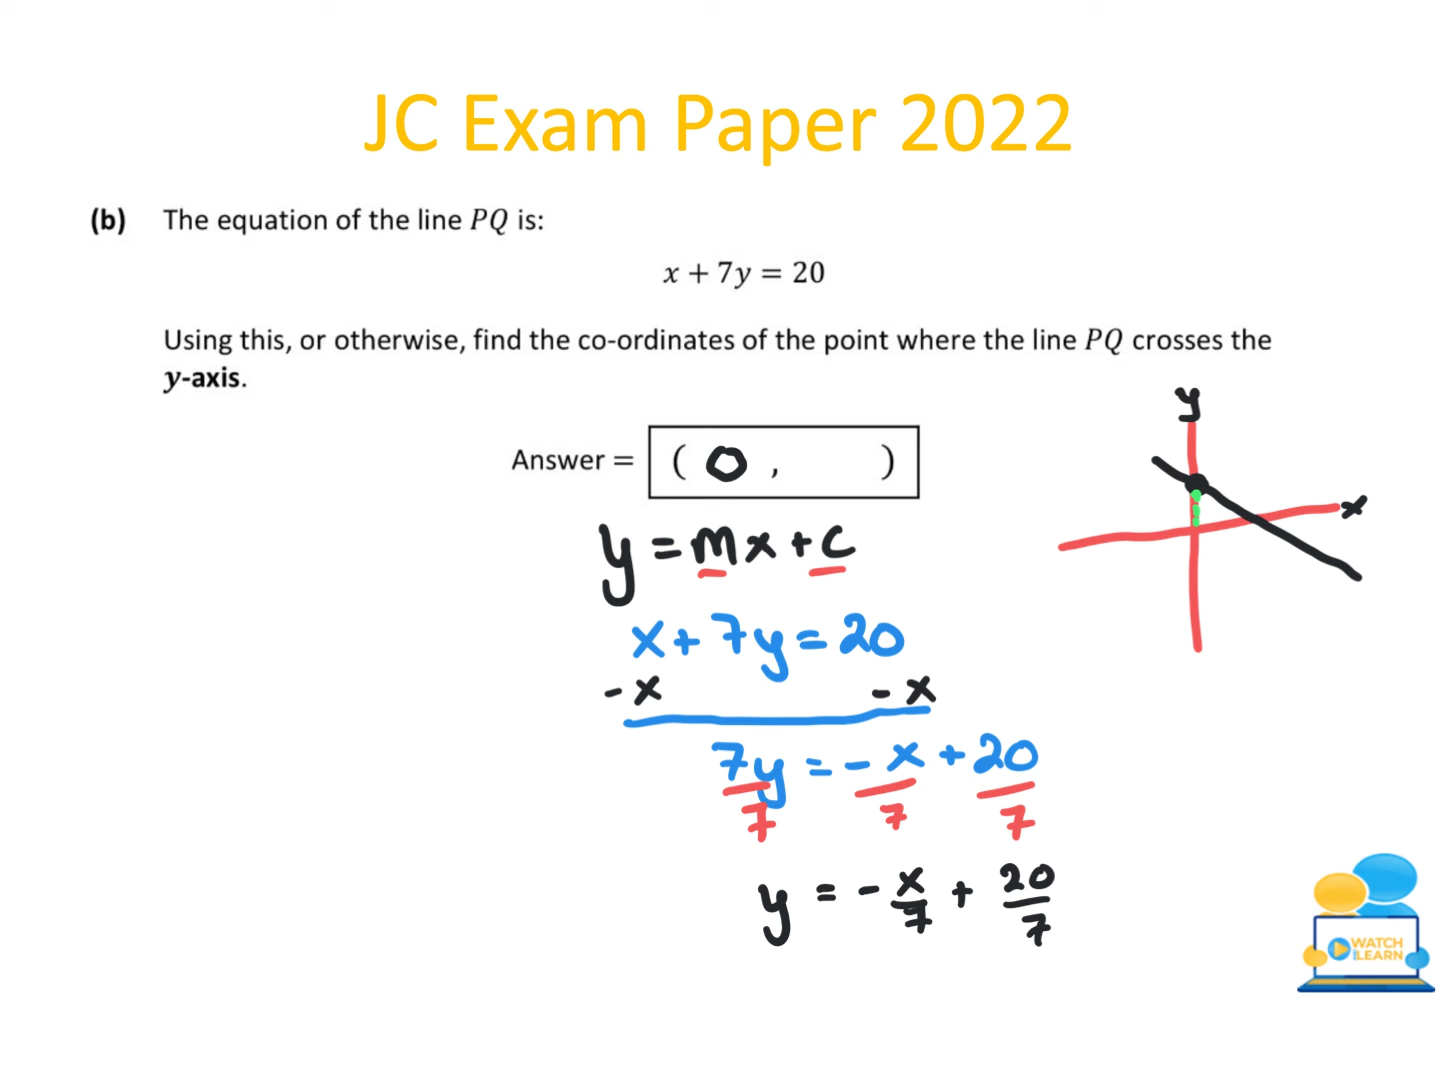 JC Exam Paper 2022
(b) The equation of the line PQ is:
x + 7y = 20
Using this, or otherwise, find the co-ordinates of the point where the line PQ crosses the
y-axis.
Answer = ( 0 , )
y
x
y = mx + c
x + 7y = 20
- x - x
7y = - x + 20
7 7 7
y = - x/7 + 20/7
WATCH
AND LEARN